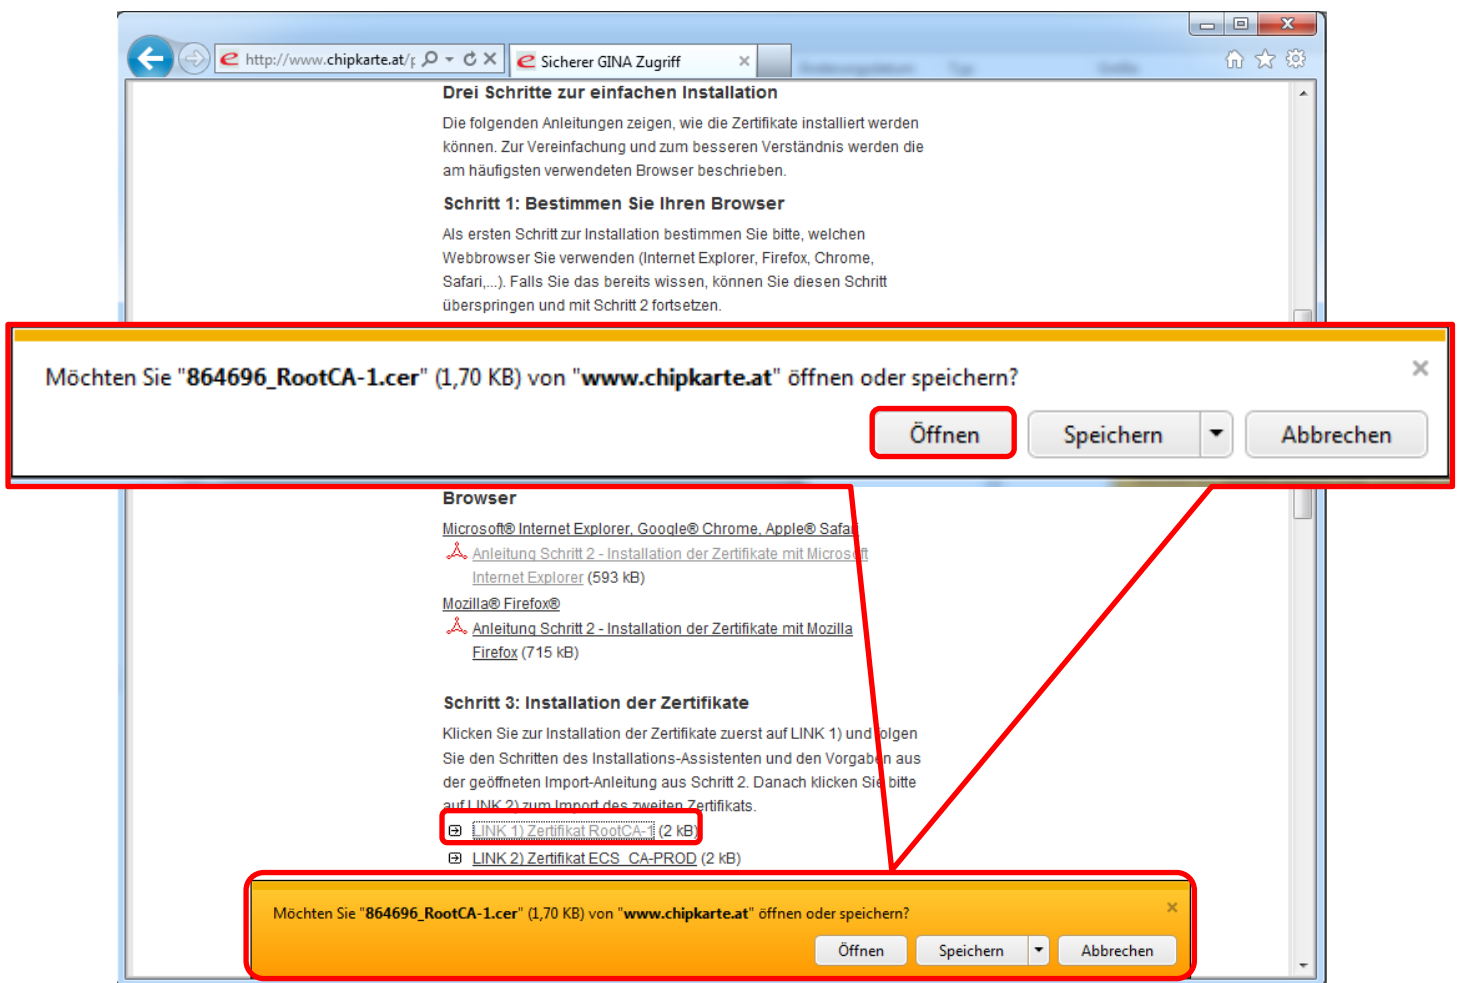 http://www.chipkarte.at/p
Sicherer GINA Zugriff
Drei Schritte zur einfachen Installation
Die folgenden Anleitungen zeigen, wie die Zertifikate installiert werden
können. Zur Vereinfachung und zum besseren Verständnis werden die
am häufigsten verwendeten Browser beschrieben.
Schritt 1: Bestimmen Sie Ihren Browser
Als ersten Schritt zur Installation bestimmen Sie bitte, welchen
Webbrowser Sie verwenden (Internet Explorer, Firefox, Chrome,
Safari,...). Falls Sie das bereits wissen, können Sie diesen Schritt
überspringen und mit Schritt 2 fortsetzen.
Möchten Sie "864696_RootCA-1.cer" (1,70 KB) von "www.chipkarte.at" öffnen oder speichern?
Öffnen Speichern Abbrechen
Browser
Microsoft® Internet Explorer, Google® Chrome, Apple® Safari
Anleitung Schritt 2 - Installation der Zertifikate mit Microsoft
Internet Explorer (593 kB)
Mozilla® Firefox®
Anleitung Schritt 2 - Installation der Zertifikate mit Mozilla
Firefox (715 kB)
Schritt 3: Installation der Zertifikate
Klicken Sie zur Installation der Zertifikate zuerst auf LINK 1) und folgen
Sie den Schritten des Installations-Assistenten und den Vorgaben aus
der geöffneten Import-Anleitung aus Schritt 2. Danach klicken Sie bitte
auf LINK 2) zum Import des zweiten Zertifikats.
LINK 1) Zertifikat RootCA-1 (2 kB)
LINK 2) Zertifikat ECS_CA-PROD (2 kB)
Möchten Sie "864696_RootCA-1.cer" (1,70 KB) von "www.chipkarte.at" öffnen oder speichern?
Öffnen Speichern Abbrechen